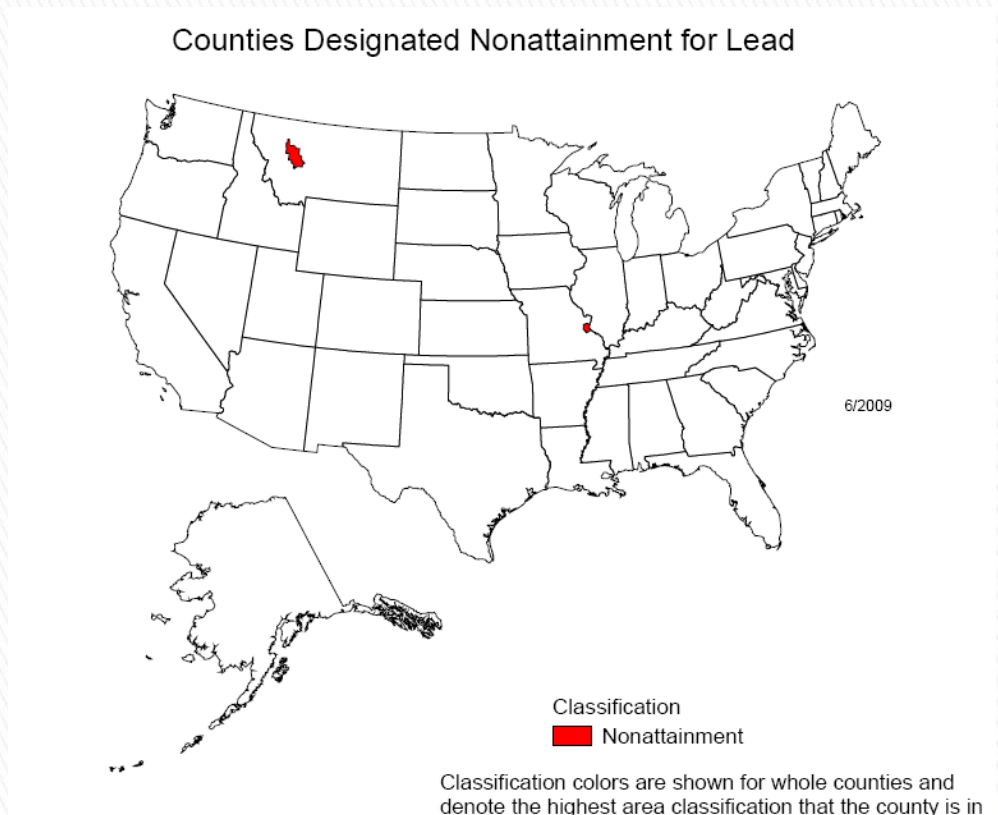 Counties Designated Nonattainment for Lead
6/2009
Classification
Nonattainment
Classification colors are shown for whole counties and
denote the highest area classification that the county is in